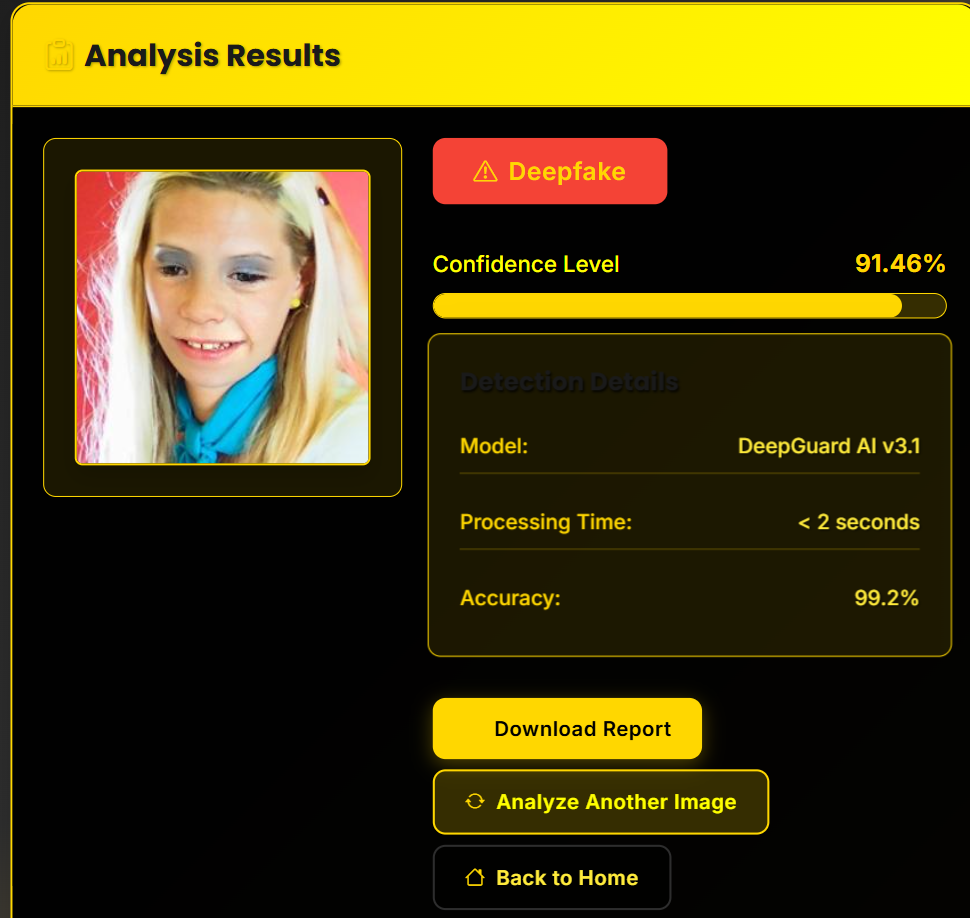 Analysis Results
Deepfake
Confidence Level 91.46%
Detection Details
Model: DeepGuard AI v3.1
Processing Time: < 2 seconds
Accuracy: 99.2%
Download Report
Analyze Another Image
Back to Home